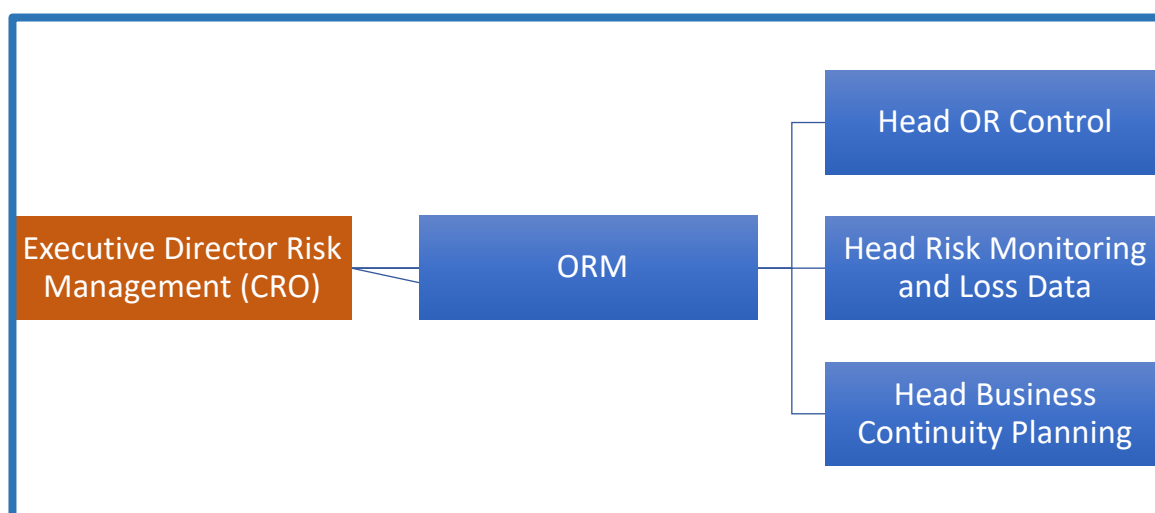 Executive Director Risk
Management (CRO)
ORM
Head OR Control
Head Risk Monitoring
and Loss Data
Head Business
Continuity Planning